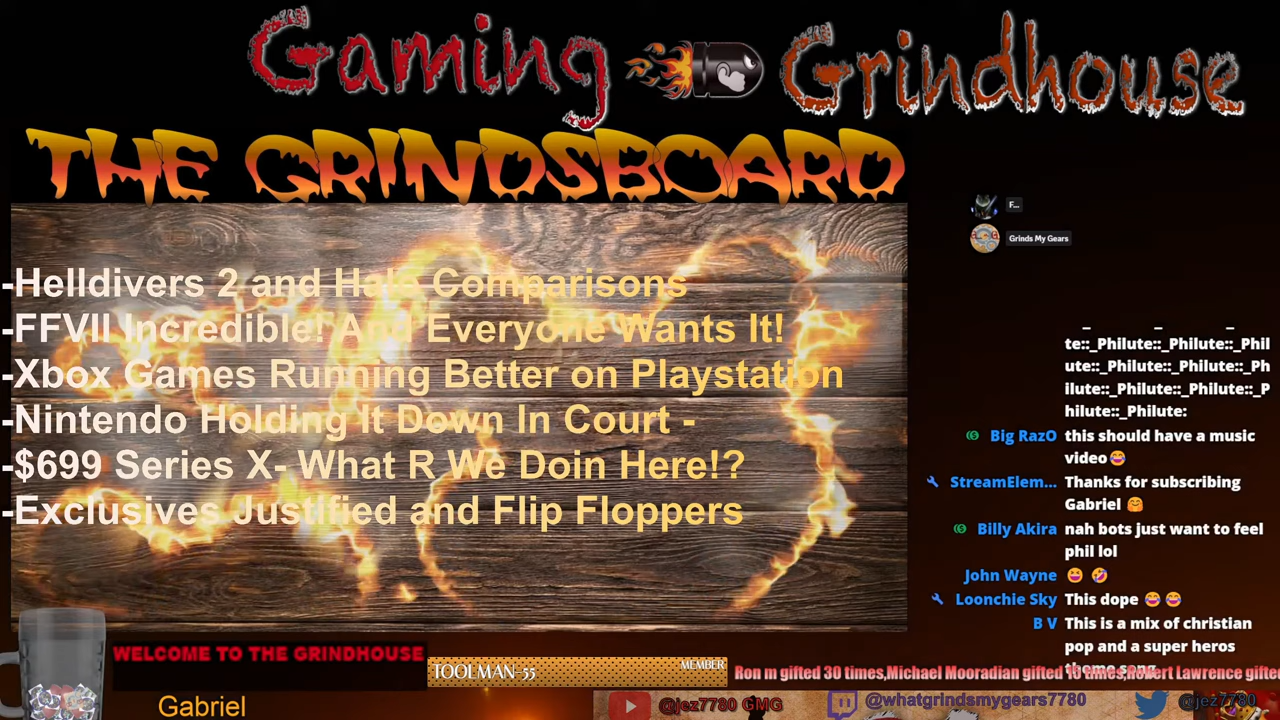 Gaming Grindhouse
THE GRINDSBOARD
F...
Grinds My Gears
-Helldivers 2 and Halo Comparisons
-FFVII Incredible! And Everyone Wants It!
-Xbox Games Running Better on Playstation
-Nintendo Holding It Down In Court -
-$699 Series X- What R We Doin Here!?
-Exclusives Justified and Flip Floppers
te::_Philute::_Philute::_Phil
ute::_Philute::_Philute::_Ph
ilute::_Philute::_Philute::_P
hilute::_Philute:
Big RazO this should have a music
video😂
StreamElem... Thanks for subscribing
Gabriel 🤗
Billy Akira nah bots just want to feel
phil lol
John Wayne 😆 🤣
Loonchie Sky This dope 😂 😂
B V This is a mix of christian
pop and a super heros
theme song
WELCOME TO THE GRINDHOUSE
TOOLMAN-55
MEMBER
Ron m gifted 30 times,Michael Mooradian gifted 10 times,Robert Lawrence gifte
Gabriel
@jez7780 GMG
@whatgrindsmygears7780
@jez7780